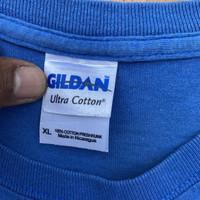 GILDAN
Ultra Cotton®
XL
100% COTTON PRESHRUNK
Made in Nicaragua